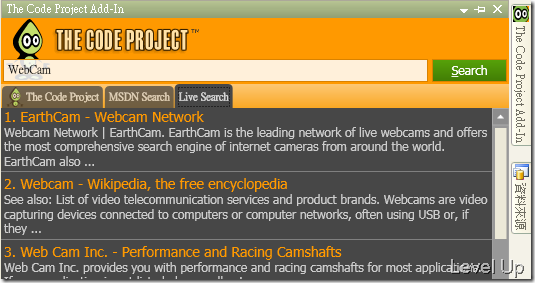 The Code Project Add-In
THE CODE PROJECT™
WebCam
Search
The Code Project
MSDN Search
Live Search
1. EarthCam - Webcam Network
Webcam Network | EarthCam. EarthCam is the leading network of live webcams and offers
the most comprehensive search engine of internet cameras from around the world.
EarthCam also ...
2. Webcam - Wikipedia, the free encyclopedia
See also: List of video telecommunication services and product brands. Webcams are video
capturing devices connected to computers or computer networks, often using USB or, if
they ...
3. Web Cam Inc. - Performance and Racing Camshafts
Web Cam Inc. provides you with performance and racing camshafts for most applications.
The Code Project Add-In
資料來源
Level Up